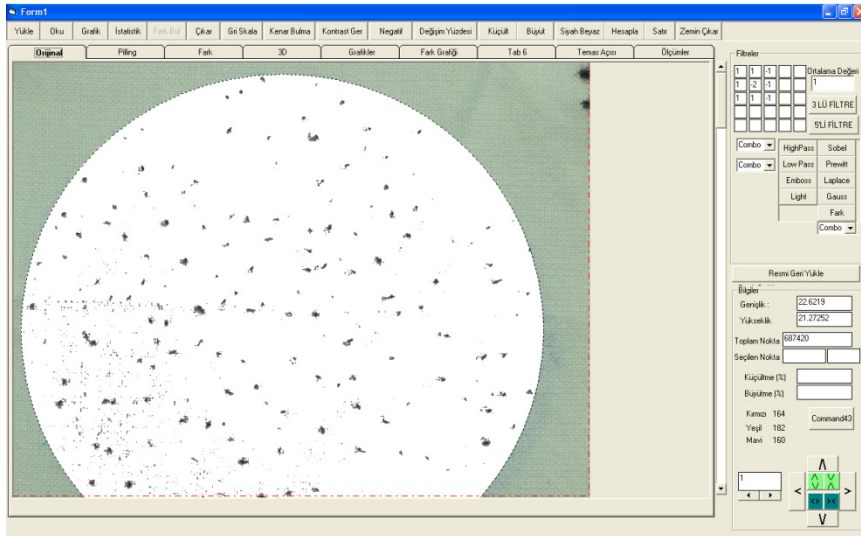 Form1
Yükle Oku Grafik İstatistik Fark Bul Çıkar Gri Skala Kenar Bulma Kontrast Ger Negatif Değişim Yüzdesi Küçült Büyüt Siyah Beyaz Hesapla Satır Zemin Çıkar
Orijinal Pilling Fark 3D Grafikler Fark Grafiği Tab 6 Temas Açısı Ölçümler
Filtreler
1 1 -1 Ortalama Değeri
1 -2 -1 1
1 1 -1 3 LÜ FİLTRE
5'Lİ FİLTRE
Combo HighPass Sobel
Combo Low Pass Prewitt
Emboss Laplace
Light Gauss
Fark
Combo
Resmi Geri Yükle
Bilgiler
Genişlik : 22.6219
Yükseklik 21.27252
Toplam Nokta 687420
Seçilen Nokta
Küçültme (%)
Büyütme (%)
Kırmızı 164
Yeşil 182 Command43
Mavi 160
1